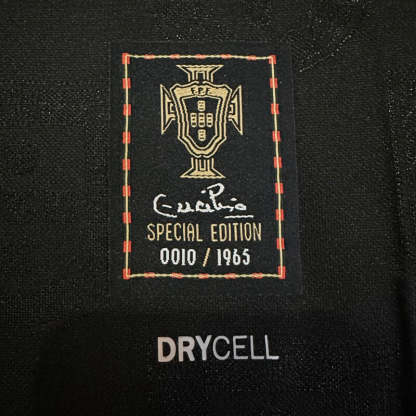 F.P.F.
Eusébio
SPECIAL EDITION
0010 / 1965
DRYCELL